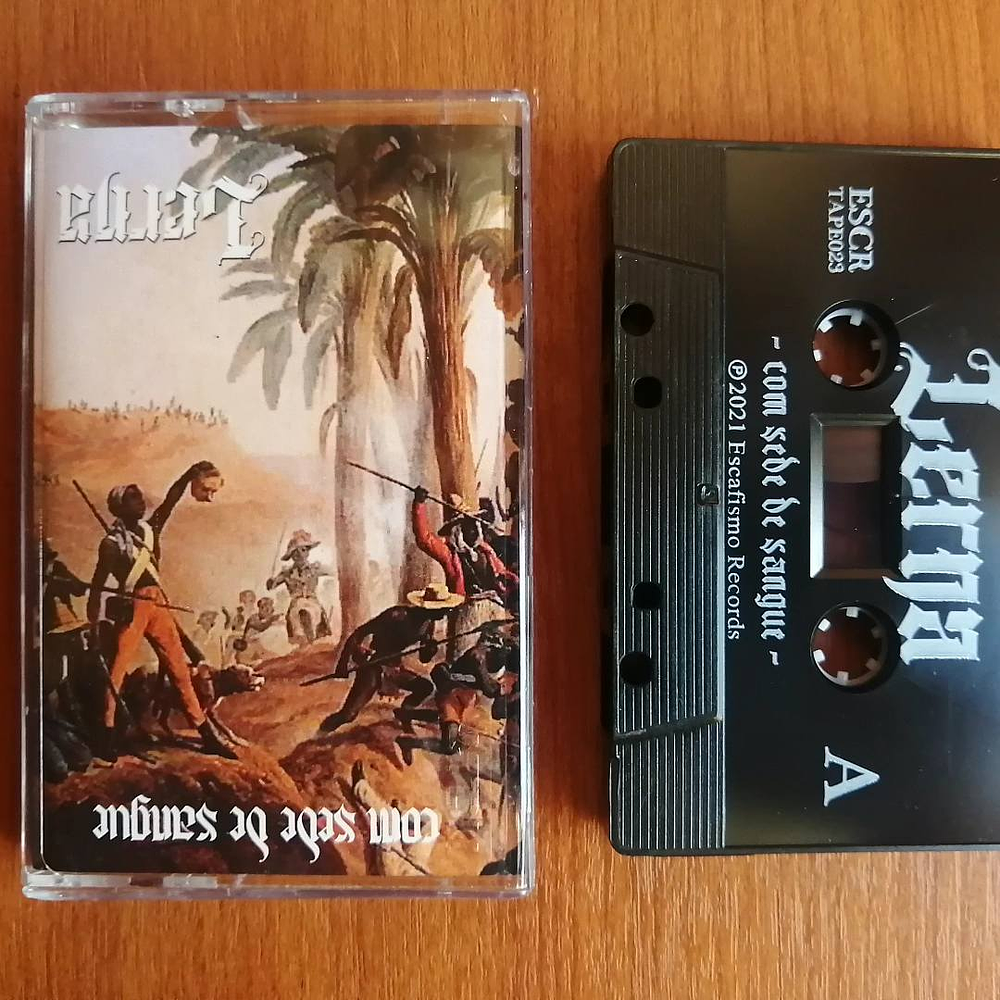 Lerna
com sede de sangue
ESCR
TAPE023
Lerna
~ com sede de sangue ~
℗2021 Escafismo Records
A